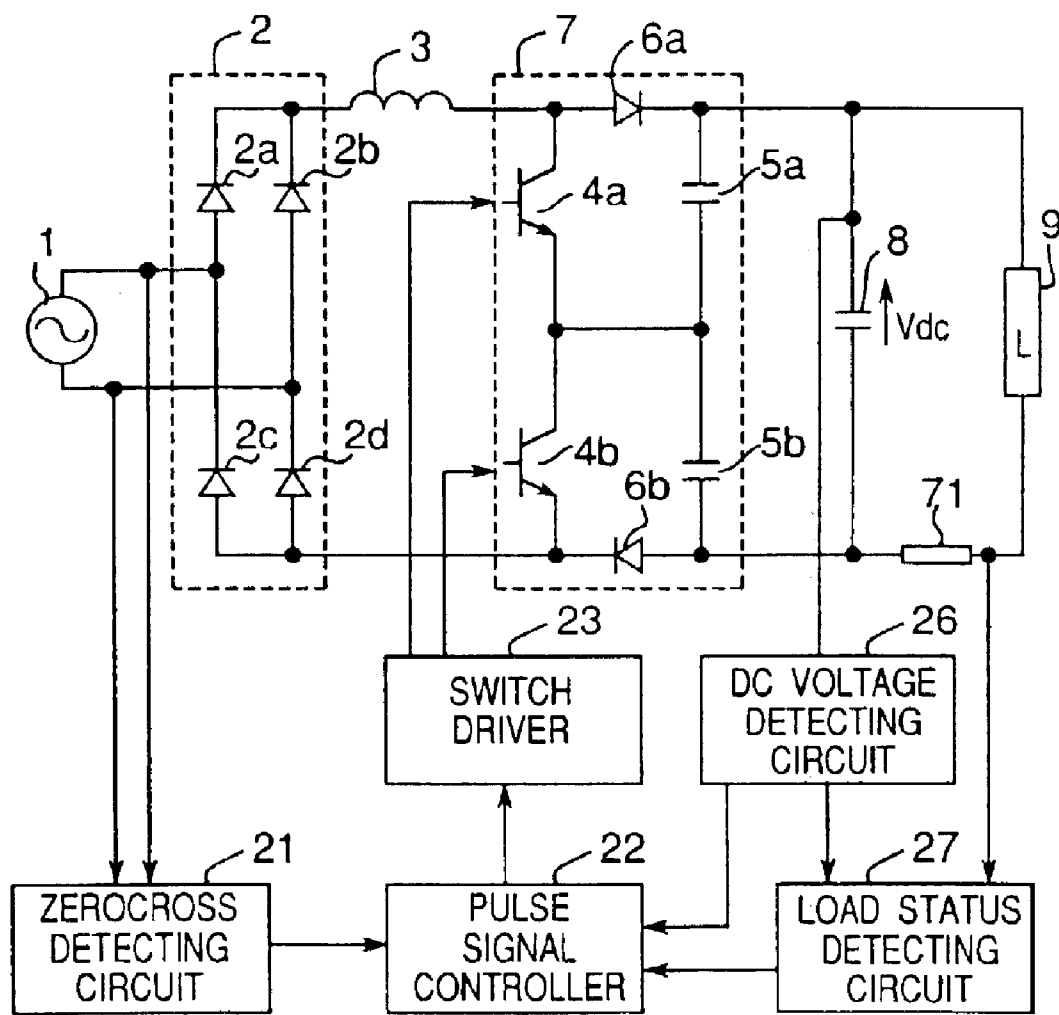 2
3
7
6a
2a
2b
4a
5a
1
8
9
Vdc
L
2c
2d
4b
5b
6b
71
23
26
SWITCH
DRIVER
DC VOLTAGE
DETECTING
CIRCUIT
21
22
27
ZEROCROSS
DETECTING
CIRCUIT
PULSE
SIGNAL
CONTROLLER
LOAD STATUS
DETECTING
CIRCUIT